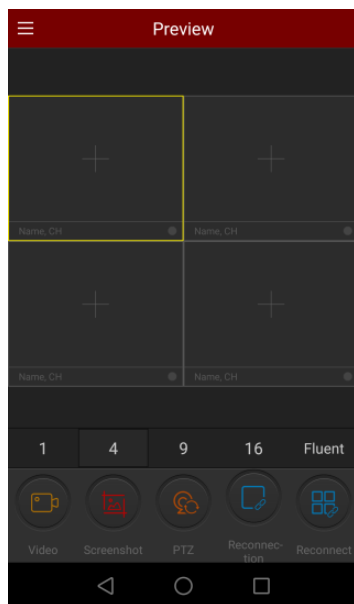 Preview
Name, CH
Name, CH
Name, CH
Name, CH
1 4 9 16 Fluent
Video Screenshot PTZ Reconnec-
tion Reconnect